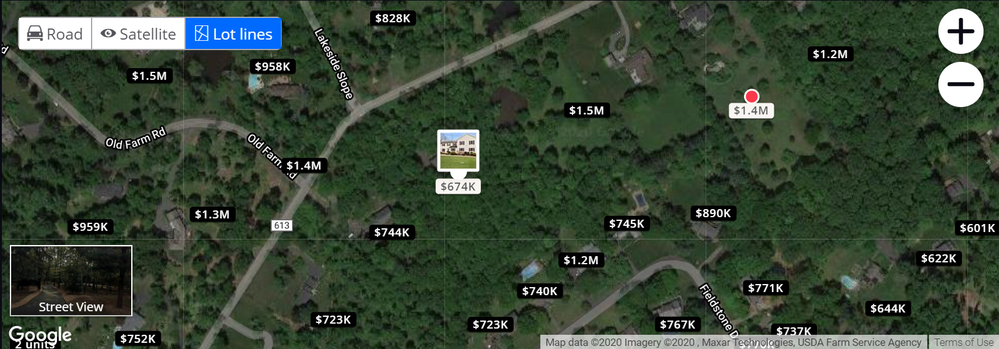 $828K
Road
Satellite
Lot lines
Lakeside Slope
$1.2M
$958K
$1.5M
$1.5M
$1.4M
Old Farm Rd
Old Farm Rd
$1.4M
$674K
$1.3M
$890K
$745K
$959K
613
$744K
$601K
Street View
$1.2M
$622K
$740K
$771K
Fieldstone D
$644K
$723K
$723K
$767K
$737K
Google
2 units
$752K
Map data ©2020 Imagery ©2020 , Maxar Technologies, USDA Farm Service Agency
Terms of Use